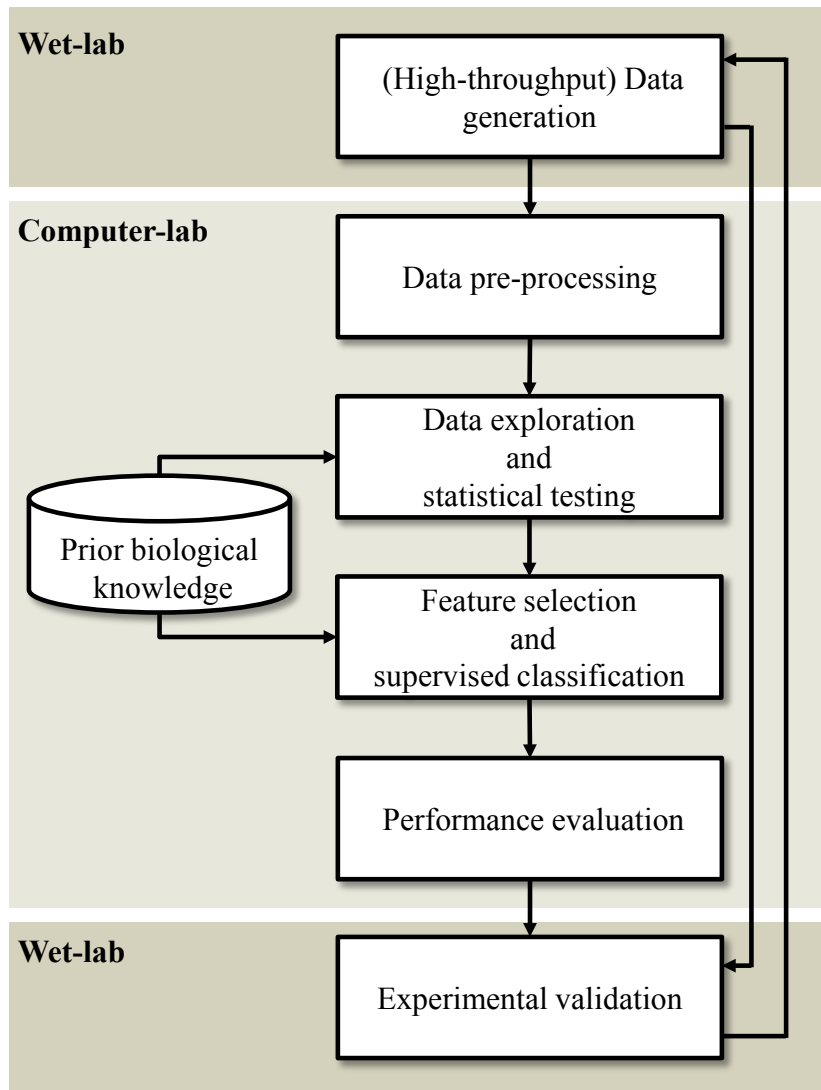 Wet-lab
(High-throughput) Data
generation
Computer-lab
Data pre-processing
Data exploration
and
statistical testing
Prior biological
knowledge
Feature selection
and
supervised classification
Performance evaluation
Wet-lab
Experimental validation